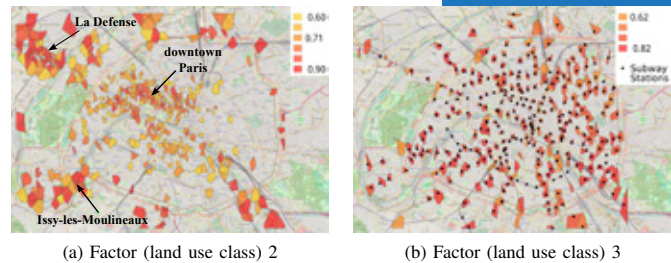 La Defense
downtown
Paris
Issy-les-Moulineaux
0.60
0.71
0.90
0.62
0.82
Subway
Stations
(a) Factor (land use class) 2
(b) Factor (land use class) 3